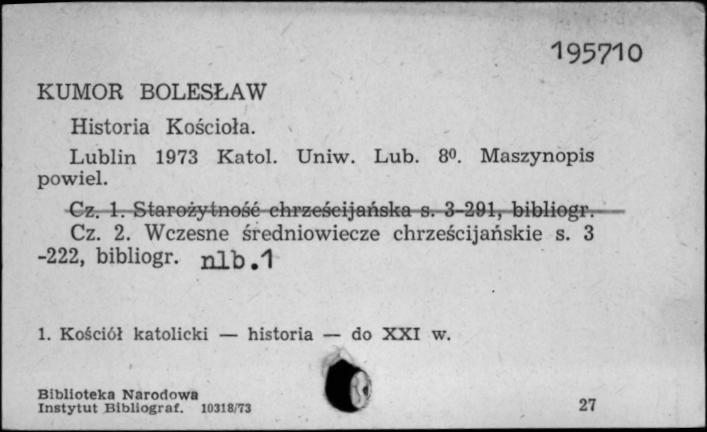 195710
KUMOR BOLESŁAW
Historia Kościoła.
Lublin 1973 Katol. Uniw. Lub. 8⁰. Maszynopis
powiel.
Cz. 1. Starożytność chrześcijańska s. 3-291, bibliogr.
Cz. 2. Wczesne średniowiecze chrześcijańskie s. 3
-222, bibliogr. nlb.1
1. Kościół katolicki — historia — do XXI w.
Biblioteka Narodowa
Instytut Bibliograf. 10318/73 27